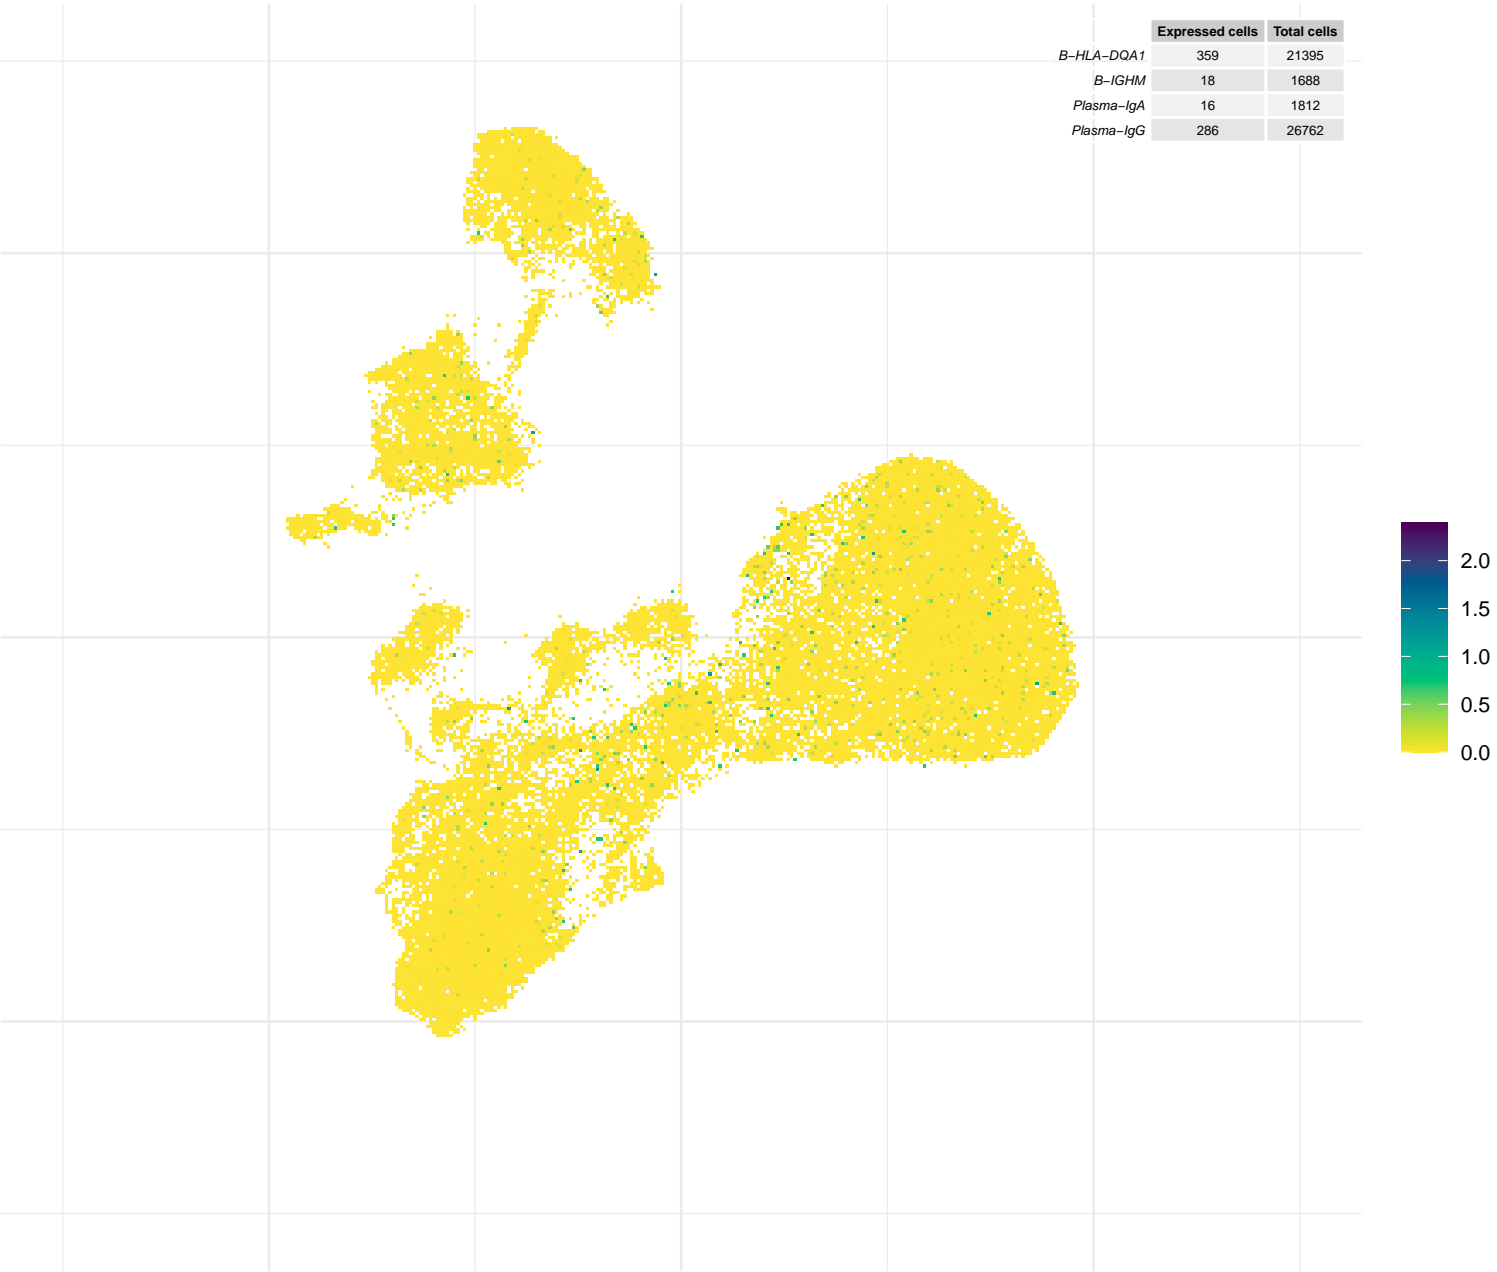 Expressed cells Total cells
B−HLA−DQA1 359 21395
B−IGHM 18 1688
Plasma−IgA 16 1812
Plasma−IgG 286 26762
2.0
1.5
1.0
0.5
0.0